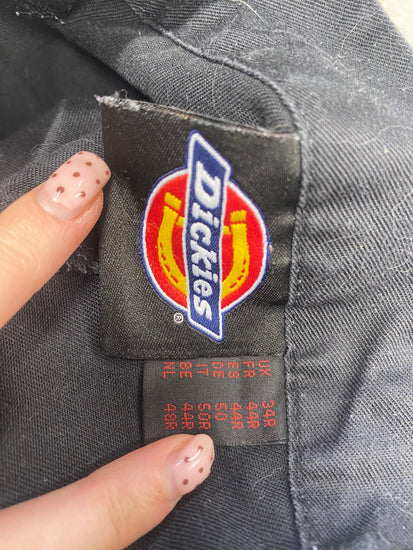 Dickies
®
UK 34R
FR 44R
ES 44R
DE 50
IT 50R
BE 44R
NL 48R